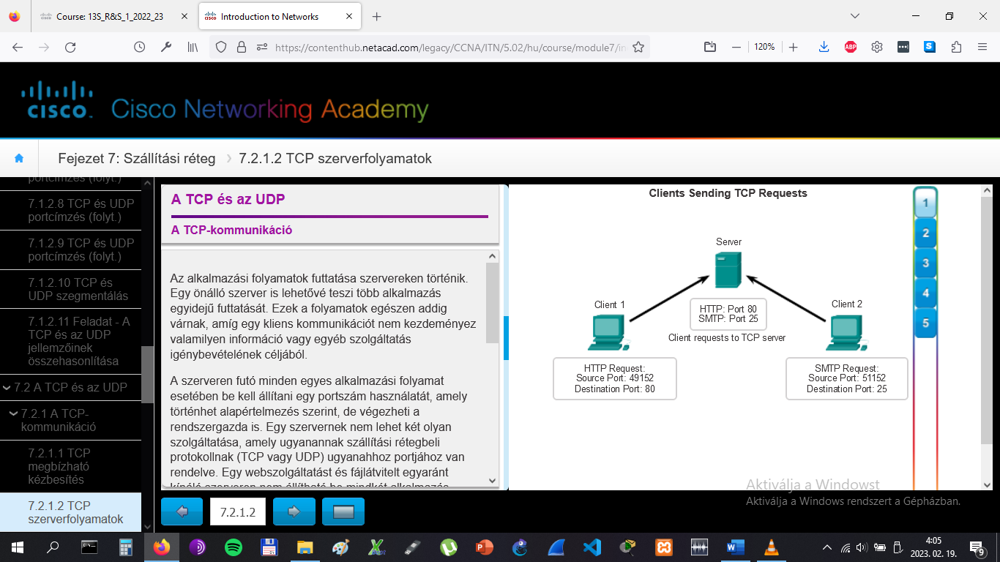 Course: 13S_R&S_1_2022_23
Introduction to Networks
https://contenthub.netacad.com/legacy/CCNA/ITN/5.02/hu/course/module7/in
120%
ABP
CISCO
Cisco Networking Academy
Fejezet 7: Szállítási réteg
7.2.1.2 TCP szerverfolyamatok
portcímzés (folyt.)
7.1.2.8 TCP és UDP
portcímzés (folyt.)
7.1.2.9 TCP és UDP
portcímzés (folyt.)
7.1.2.10 TCP és
UDP szegmentálás
7.1.2.11 Feladat - A
TCP és az UDP
jellemzőinek
összehasonlítása
7.2 A TCP és az UDP
7.2.1 A TCP-
kommunikáció
7.2.1.1 TCP
megbízható
kézbesítés
7.2.1.2 TCP
szerverfolyamatok
A TCP és az UDP
A TCP-kommunikáció
Az alkalmazási folyamatok futtatása szervereken történik.
Egy önálló szerver is lehetővé teszi több alkalmazás
egyidejű futtatását. Ezek a folyamatok egészen addig
várnak, amíg egy kliens kommunikációt nem kezdeményez
valamilyen információ vagy egyéb szolgáltatás
igénybevételének céljából.
A szerveren futó minden egyes alkalmazási folyamat
esetében be kell állítani egy portszám használatát, amely
történhet alapértelmezés szerint, de végezheti a
rendszergazda is. Egy szervernek nem lehet két olyan
szolgáltatása, amely ugyanannak szállítási rétegbeli
protokollnak (TCP vagy UDP) ugyanahhoz portjához van
rendelve. Egy webszolgáltatást és fájlátvitelt egyaránt
kínáló szerveren nem állítható be mindkét alkalmazás
7.2.1.2
Clients Sending TCP Requests
Server
Client 1
Client 2
HTTP: Port 80
SMTP: Port 25
Client requests to TCP server
HTTP Request:
Source Port: 49152
Destination Port: 80
SMTP Request:
Source Port: 51152
Destination Port: 25
1
2
3
4
5
Aktiválja a Windowst
Aktiválja a Windows rendszert a Gépházban.
4:05
2023. 02. 19.
9